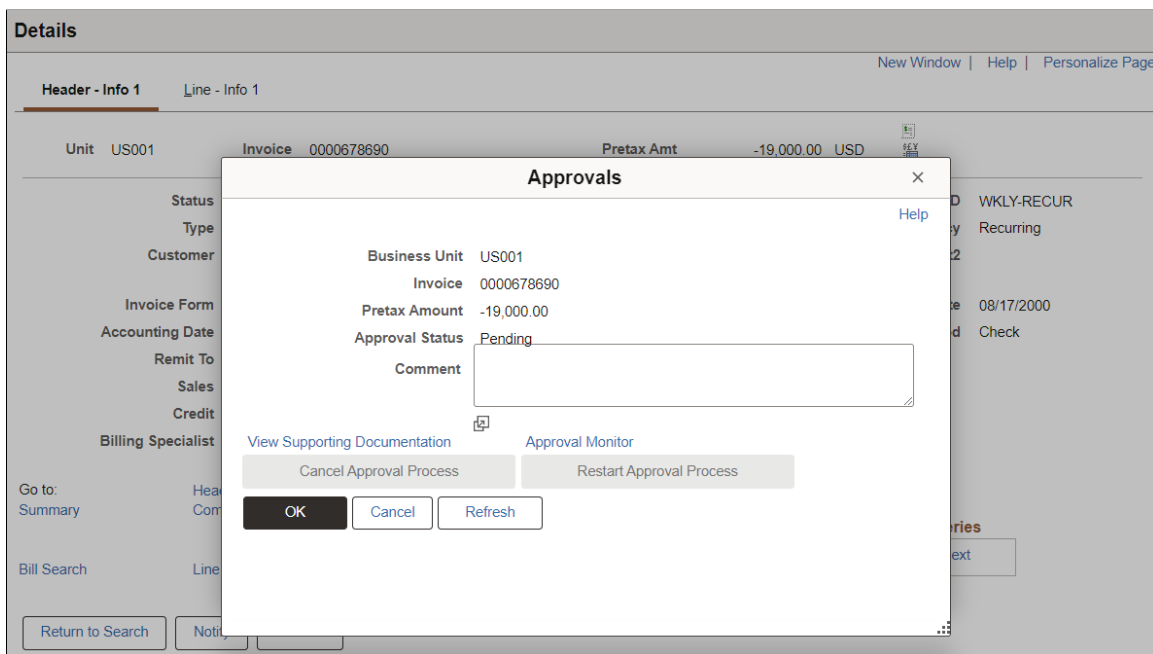 Details
New Window | Help | Personalize Page
Header - Info 1 Line - Info 1
Unit US001 Invoice 0000678690 Pretax Amt -19,000.00 USD
Approvals ×
Help
Status WKLY-RECUR
Type Recurring
Customer
Invoice Form 08/17/2000
Accounting Date Check
Remit To
Sales
Credit
Billing Specialist
Business Unit US001
Invoice 0000678690
Pretax Amount -19,000.00
Approval Status Pending
Comment
View Supporting Documentation Approval Monitor
Cancel Approval Process Restart Approval Process
OK Cancel Refresh
Go to:
Summary
Bill Search Line
Return to Search